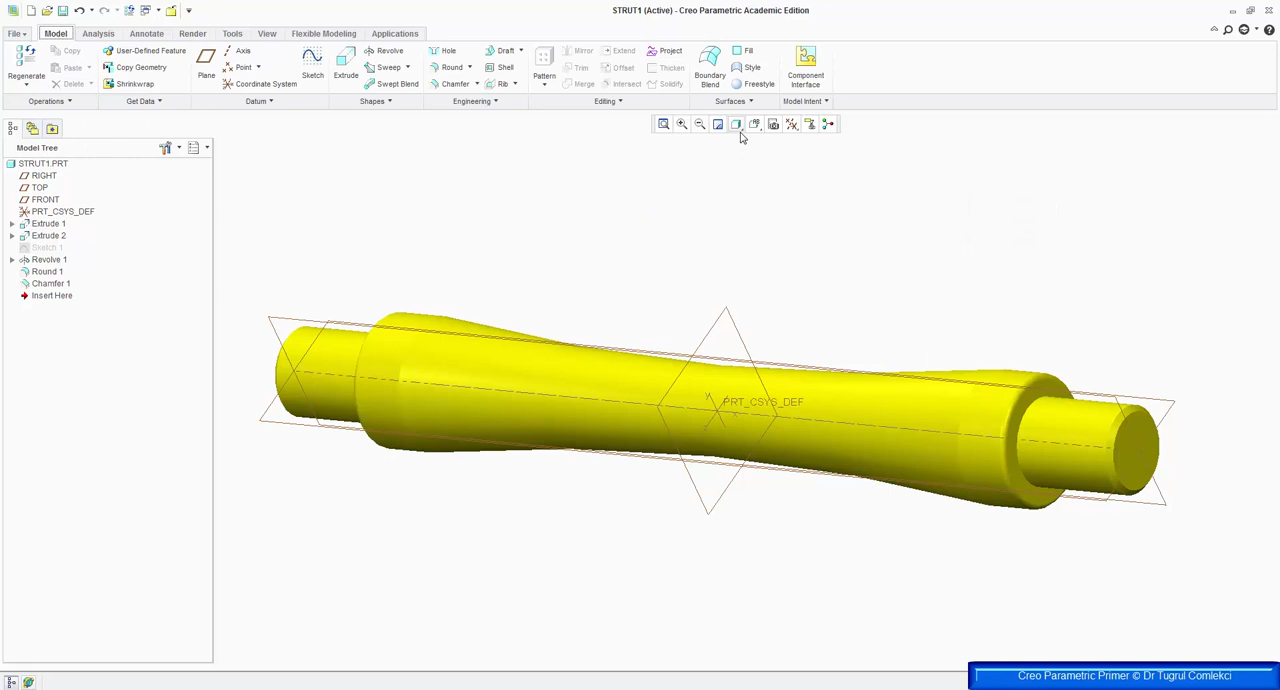 STRUT1 (Active) - Creo Parametric Academic Edition
File Model Analysis Annotate Render Tools View Flexible Modeling Applications
Regenerate
Copy
Paste
Delete
Operations
User-Defined Feature
Copy Geometry
Shrinkwrap
Get Data
Plane
Axis
Point
Coordinate System
Sketch
Datum
Extrude
Revolve
Sweep
Swept Blend
Shapes
Hole
Round
Chamfer
Draft
Shell
Rib
Engineering
Pattern
Mirror
Trim
Merge
Extend
Offset
Intersect
Project
Thicken
Solidify
Editing
Boundary
Blend
Fill
Style
Freestyle
Surfaces
Component
Interface
Model Intent
Model Tree
STRUT1.PRT
RIGHT
TOP
FRONT
PRT_CSYS_DEF
Extrude 1
Extrude 2
Sketch 1
Revolve 1
Round 1
Chamfer 1
Insert Here
Y
PRT_CSYS_DEF
X
Creo Parametric Primer © Dr Tugrul Comlekci